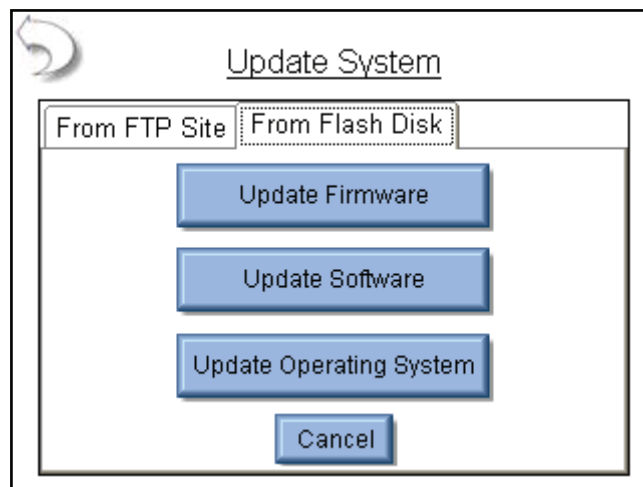 Update System
From FTP Site
From Flash Disk
Update Firmware
Update Software
Update Operating System
Cancel